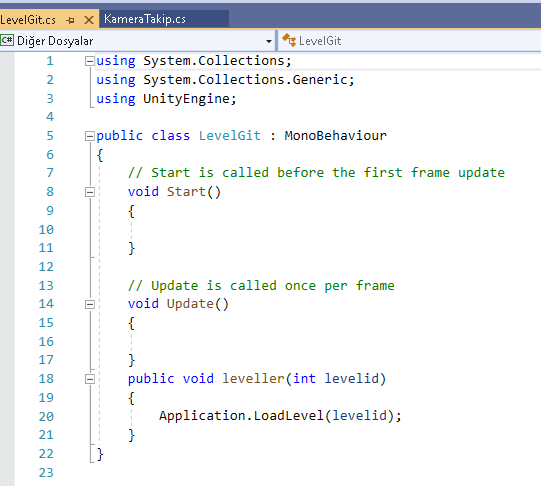 LevelGit.cs KameraTakip.cs
C# Diğer Dosyalar LevelGit
1 using System.Collections;
2 using System.Collections.Generic;
3 using UnityEngine;
4
5 public class LevelGit : MonoBehaviour
6 {
7 // Start is called before the first frame update
8 void Start()
9 {
10
11 }
12
13 // Update is called once per frame
14 void Update()
15 {
16
17 }
18 public void leveller(int levelid)
19 {
20 Application.LoadLevel(levelid);
21 }
22 }
23